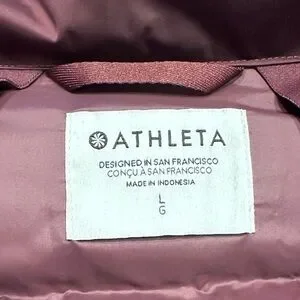 ATHLETA
DESIGNED IN SAN FRANCISCO
CONÇU À SAN FRANCISCO
MADE IN INDONESIA
L
G